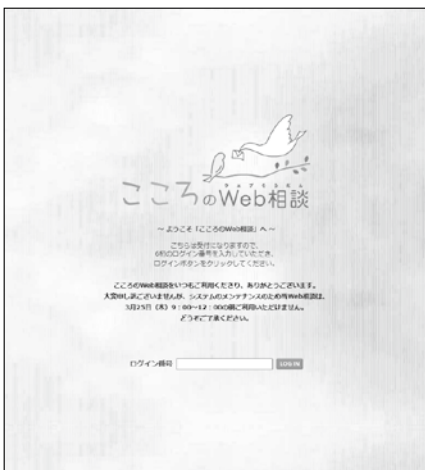 こころのWeb相談
ウェブそうだん
～ようこそ「こころのWeb相談」へ～
こちらは受付になりますので、
6桁のログイン番号を入力していただき、
ログインボタンをクリックしてください。
こころのWeb相談をいつもご利用くださり、ありがとうございます。
大変申し訳ございませんが、システムのメンテナンスのため当Web相談は、
3月25日 9：00～12：00の間ご利用いただけません。
どうぞご了承ください。
ログイン番号 LOG IN